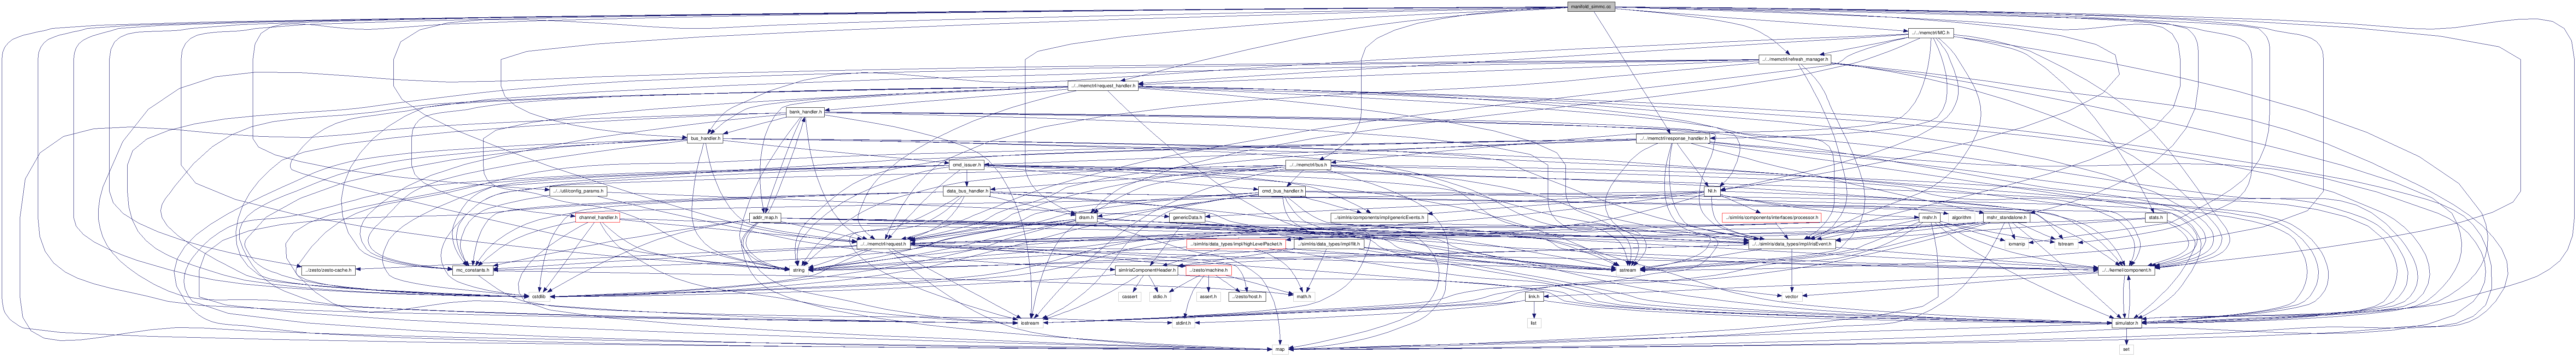 manifold_simmc.cc
../../memctrl/MC.h
../../memctrl/refresh_manager.h
../../memctrl/request_handler.h
bank_handler.h
bus_handler.h
../../memctrl/response_handler.h
cmd_issuer.h
../../memctrl/bus.h
../../util/config_params.h
data_bus_handler.h
cmd_bus_handler.h
NI.h
channel_handler.h
addr_map.h
dram.h
genericData.h
../simIris/components/impl/genericEvents.h
../simIris/components/interfaces/processor.h
mshr.h
algorithm
mshr_standalone.h
stats.h
../../memctrl/request.h
../simIris/data_types/impl/highLevelPacket.h
../simIris/data_types/impl/flit.h
../../simIris/data_types/impl/irisEvent.h
iomanip
fstream
../zesto/zesto-cache.h
mc_constants.h
string
simIrisComponentHeader.h
../zesto/machine.h
sstream
../../kernel/component.h
cstdlib
cassert
stdio.h
assert.h
../zesto/host.h
math.h
link.h
vector
iostream
stdint.h
list
simulator.h
map
set